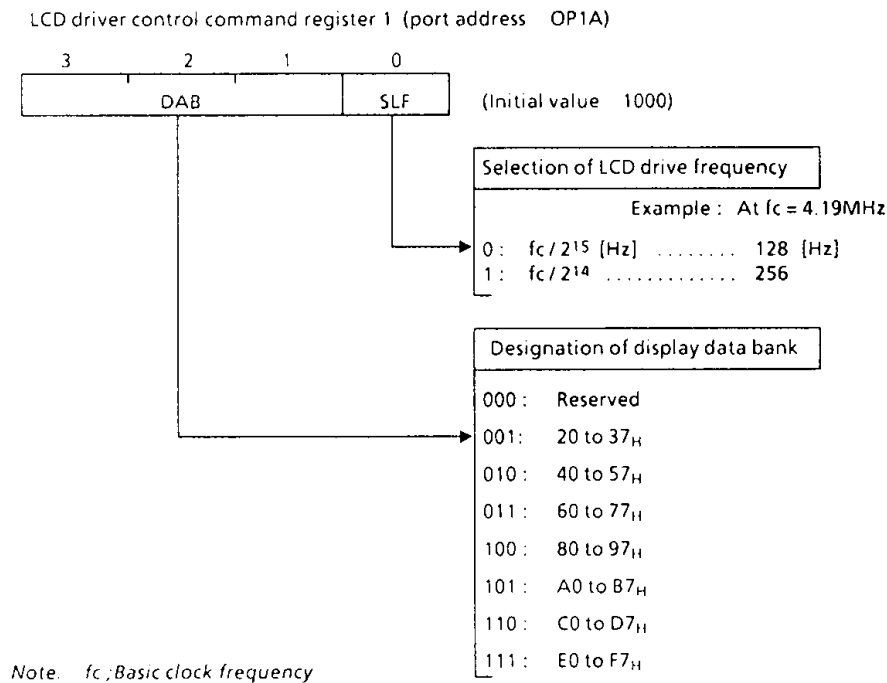 LCD driver control command register 1 (port address OP1A)
3 2 1 0
DAB SLF (Initial value 1000)
Selection of LCD drive frequency
Example : At fc = 4.19MHz
0 : fc / 2¹⁵ [Hz] ........ 128 [Hz]
1 : fc / 2¹⁴ ............. 256
Designation of display data bank
000 : Reserved
001 : 20 to 37H
010 : 40 to 57H
011 : 60 to 77H
100 : 80 to 97H
101 : A0 to B7H
110 : C0 to D7H
111 : E0 to F7H
Note. fc ; Basic clock frequency